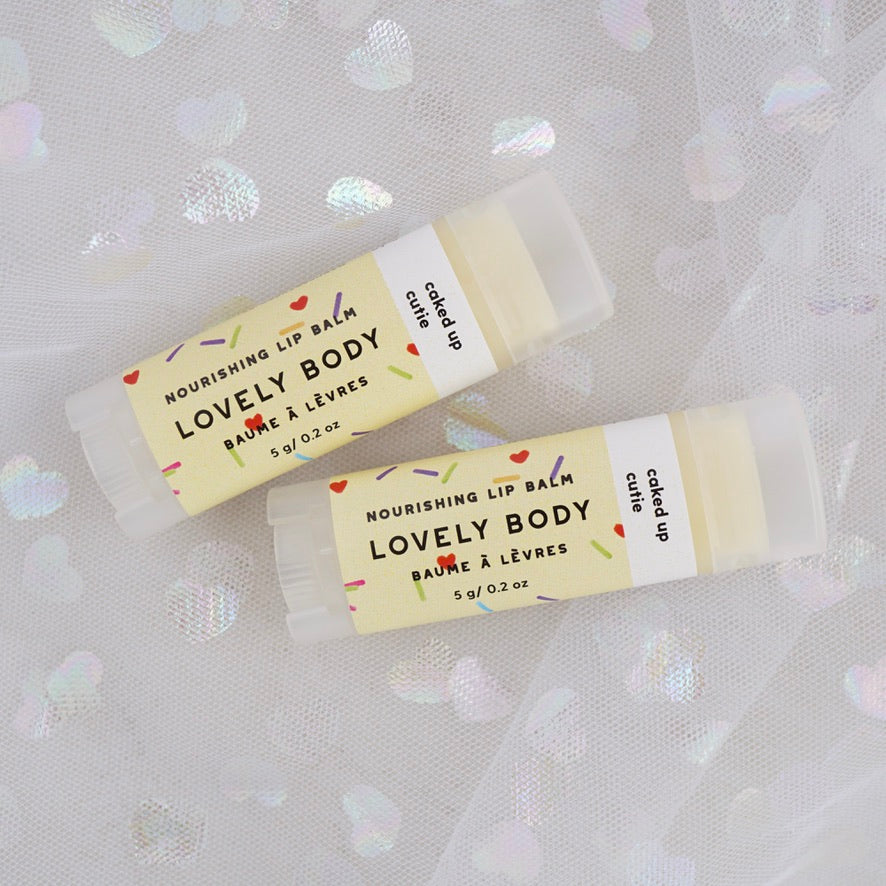 NOURISHING LIP BALM
LOVELY BODY
BAUME À LÈVRES
5 g/ 0.2 oz
caked up
cutie
NOURISHING LIP BALM
LOVELY BODY
BAUME À LÈVRES
5 g/ 0.2 oz
caked up
cutie